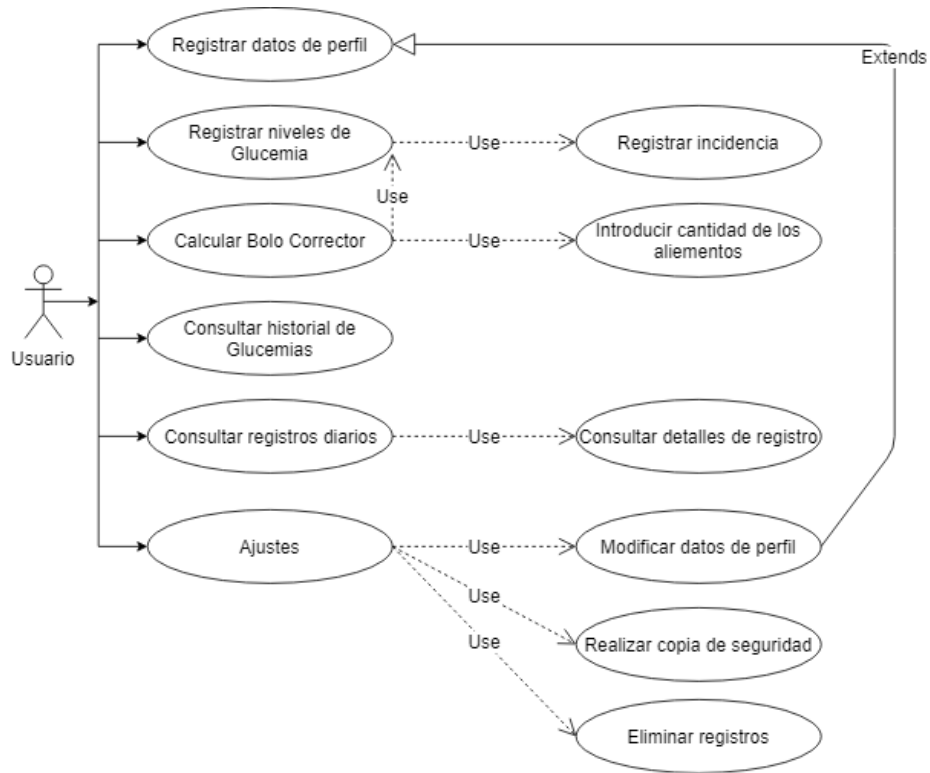 Registrar datos de perfil
Extends
Registrar niveles de
Glucemia
Use
Registrar incidencia
Use
Calcular Bolo Corrector
Use
Introducir cantidad de los
aliementos
Usuario
Consultar historial de
Glucemias
Consultar registros diarios
Use
Consultar detalles de registro
Ajustes
Use
Modificar datos de perfil
Use
Realizar copia de seguridad
Use
Eliminar registros